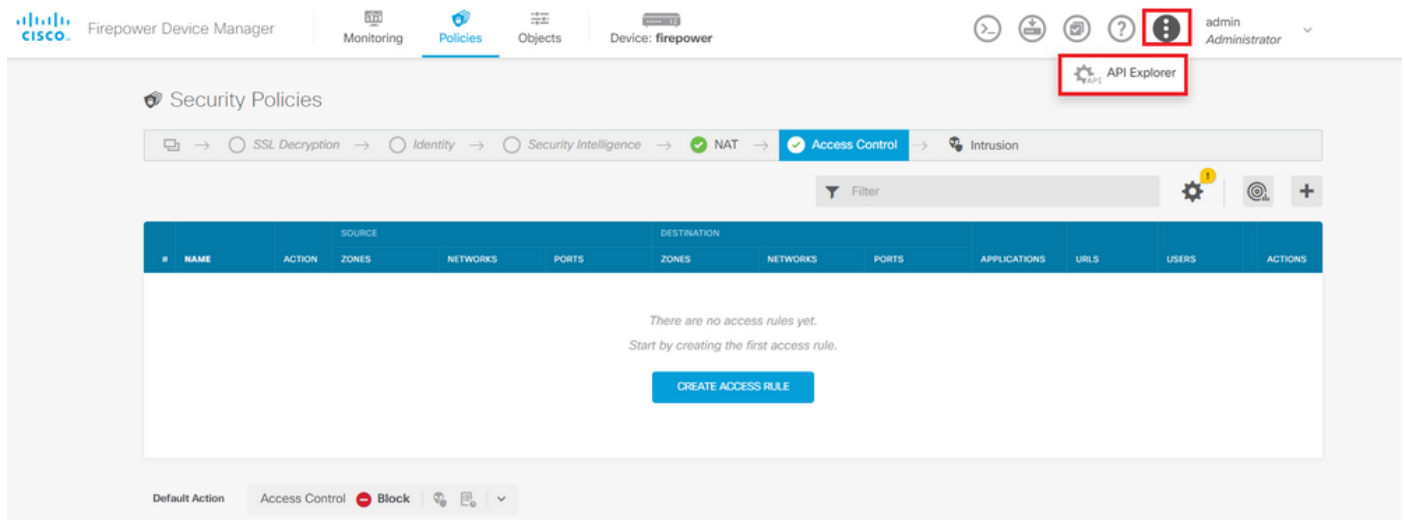 CISCO
Firepower Device Manager
Monitoring
Policies
Objects
Device: firepower
admin
Administrator
API Explorer
API
Security Policies
SSL Decryption
Identity
Security Intelligence
NAT
Access Control
Intrusion
Filter
!
SOURCE
DESTINATION
# NAME ACTION ZONES NETWORKS PORTS ZONES NETWORKS PORTS APPLICATIONS URLS USERS ACTIONS
There are no access rules yet.
Start by creating the first access rule.
CREATE ACCESS RULE
Default Action
Access Control Block